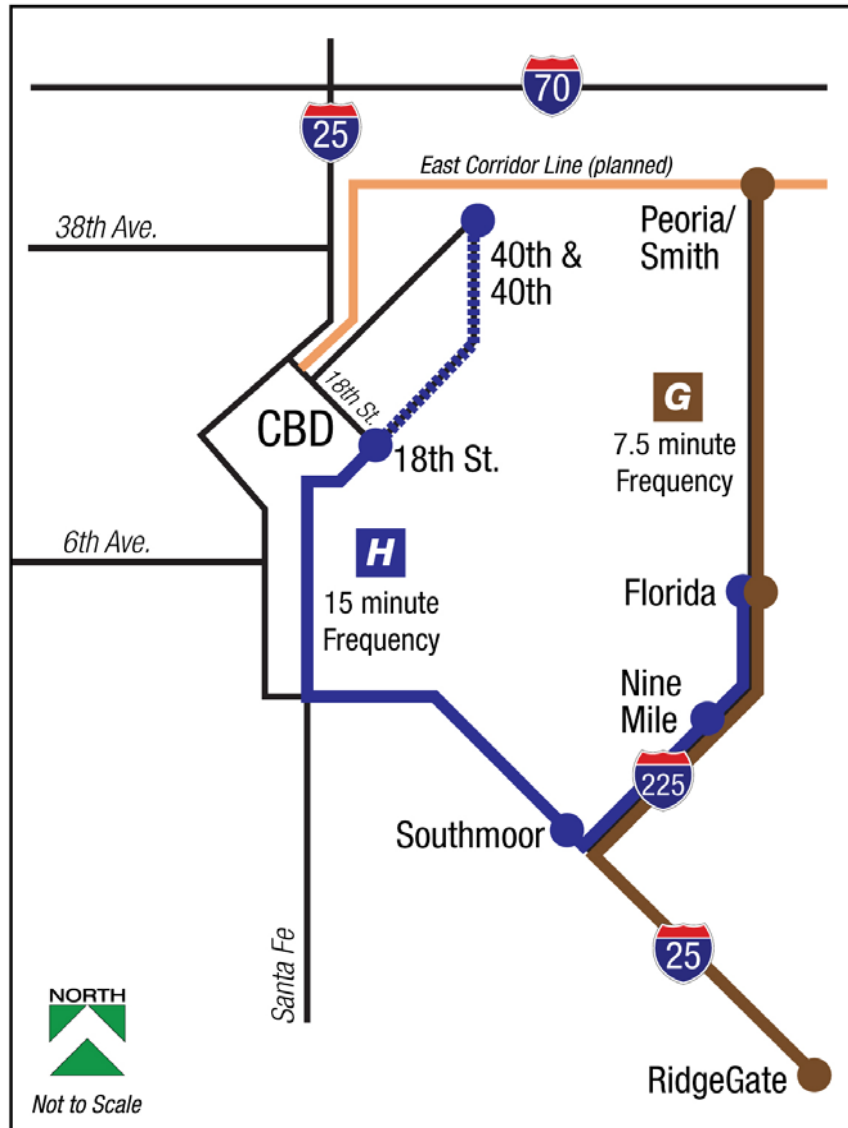 70
25
East Corridor Line (planned)
38th Ave.
Peoria/
Smith
40th &
40th
18th St.
CBD
18th St.
G
7.5 minute
Frequency
6th Ave.
H
15 minute
Frequency
Florida
Nine
Mile
225
Southmoor
Santa Fe
25
NORTH
Not to Scale
RidgeGate